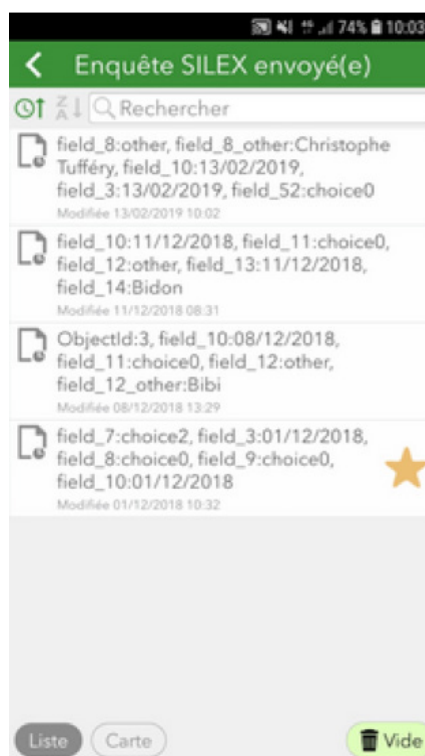 74% 10:03
Enquête SILEX envoyé(e)
Rechercher
field_8:other, field_8_other:Christophe
Tufféry, field_10:13/02/2019,
field_3:13/02/2019, field_52:choice0
Modifiée 13/02/2019 10:02
field_10:11/12/2018, field_11:choice0,
field_12:other, field_13:11/12/2018,
field_14:Bidon
Modifiée 11/12/2018 08:31
ObjectId:3, field_10:08/12/2018,
field_11:choice0, field_12:other,
field_12_other:Bibi
Modifiée 08/12/2018 13:29
field_7:choice2, field_3:01/12/2018,
field_8:choice0, field_9:choice0,
field_10:01/12/2018
Modifiée 01/12/2018 10:32
Liste Carte Vide